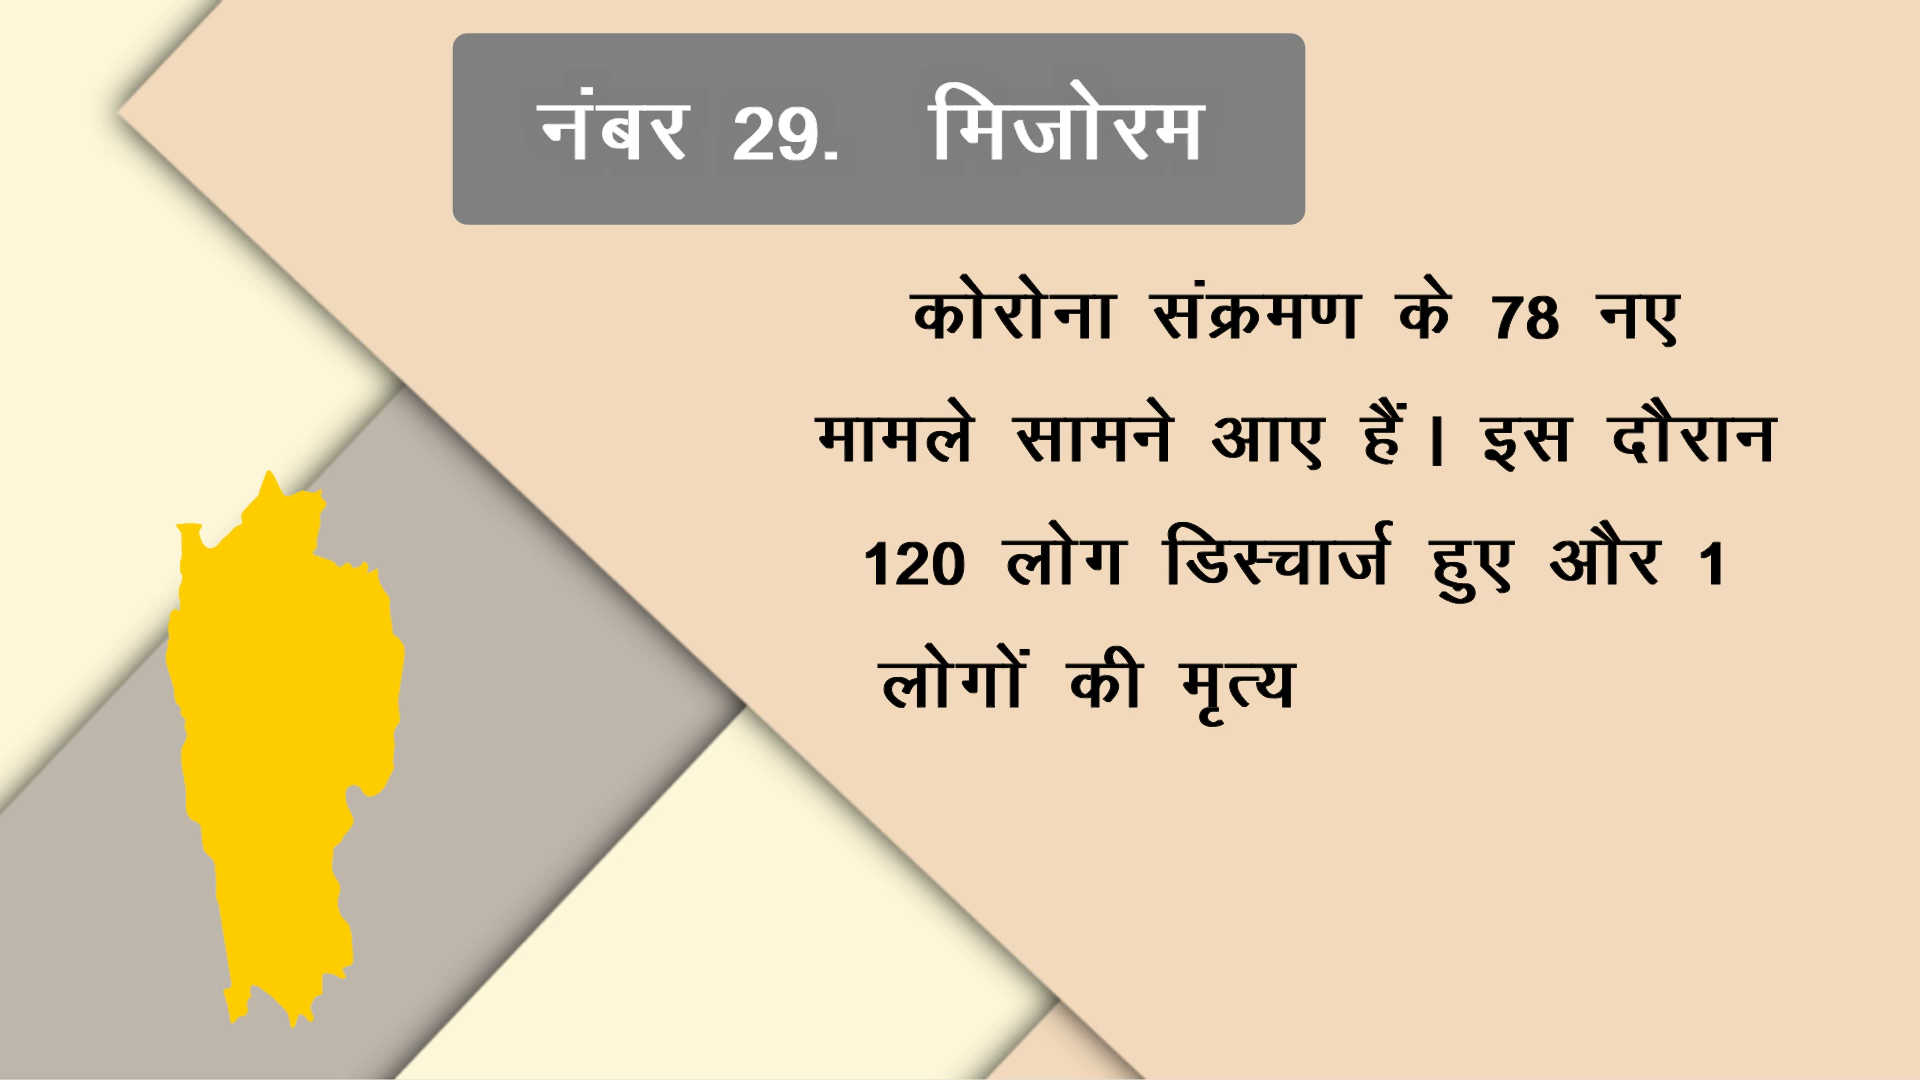 नंबर 29. मिजोरम
कोरोना संक्रमण के 78 नए
मामले सामने आए हैं। इस दौरान
120 लोग डिस्चार्ज हुए और 1
लोगों की मृत्य